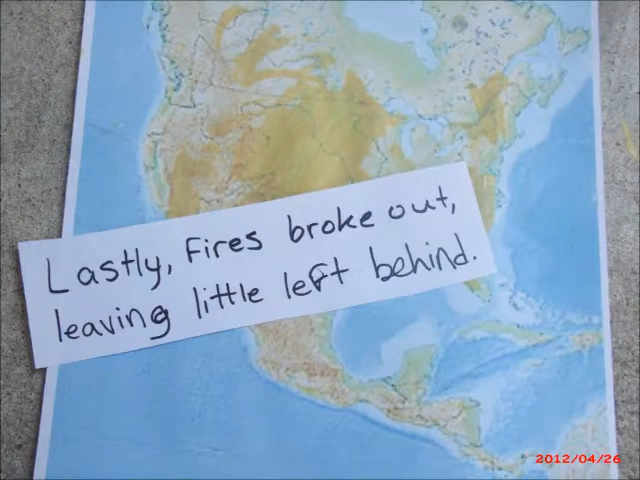 Lastly, Fires broke out,
leaving little left behind.
2012/04/26